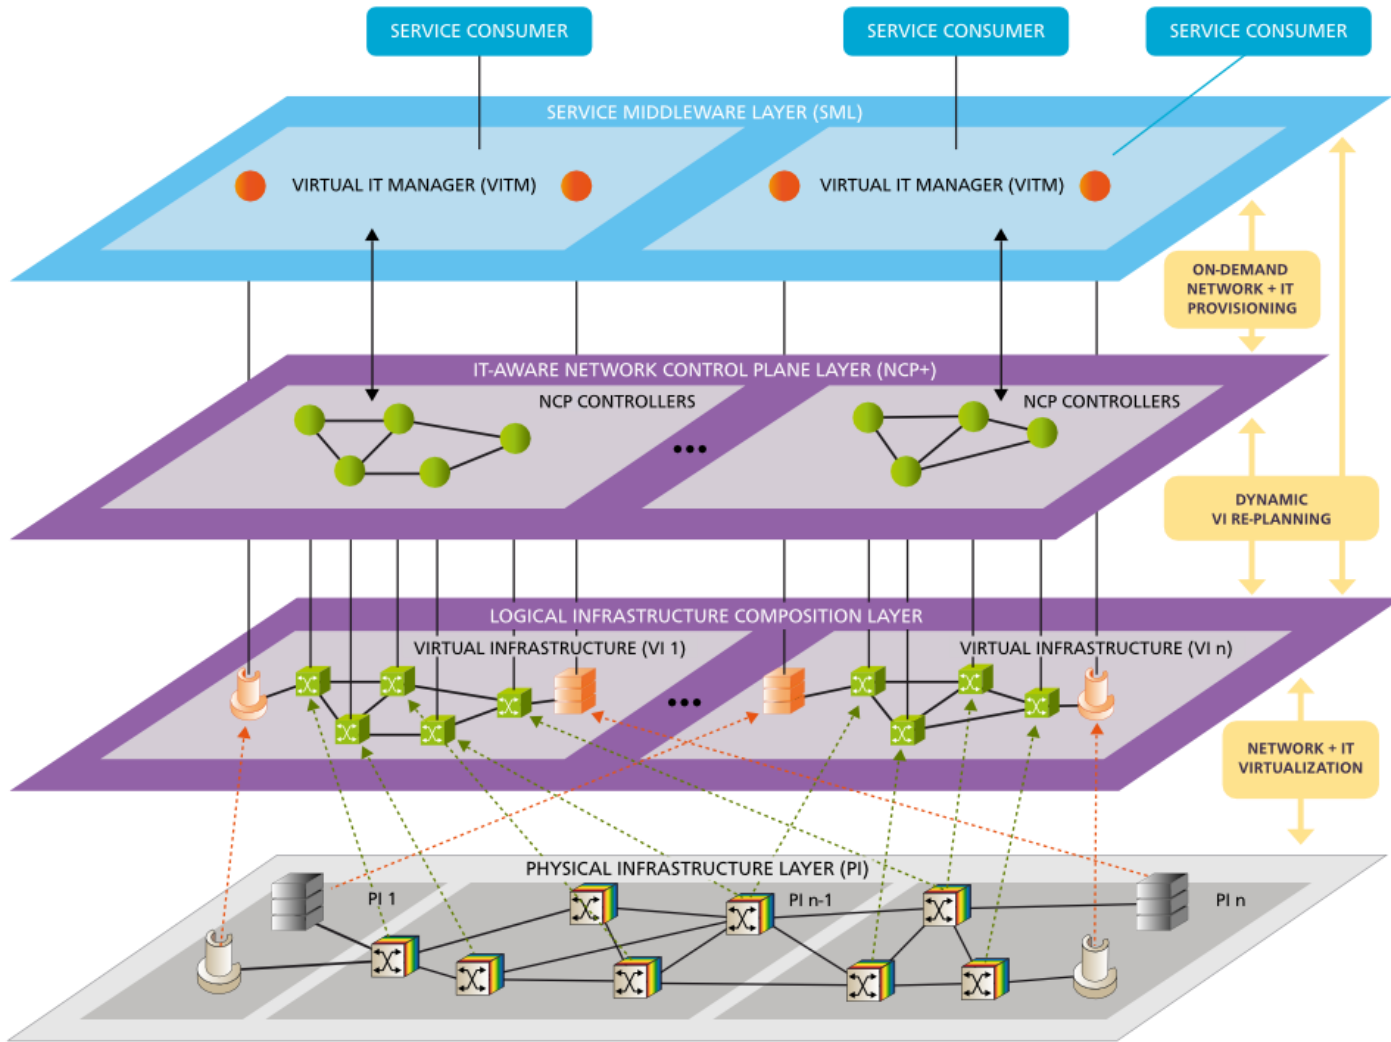 SERVICE CONSUMER
SERVICE CONSUMER
SERVICE CONSUMER
SERVICE MIDDLEWARE LAYER (SML)
VIRTUAL IT MANAGER (VITM)
VIRTUAL IT MANAGER (VITM)
ON-DEMAND
NETWORK + IT
PROVISIONING
IT-AWARE NETWORK CONTROL PLANE LAYER (NCP+)
NCP CONTROLLERS
NCP CONTROLLERS
•••
DYNAMIC
VI RE-PLANNING
LOGICAL INFRASTRUCTURE COMPOSITION LAYER
VIRTUAL INFRASTRUCTURE (VI 1)
VIRTUAL INFRASTRUCTURE (VI n)
•••
NETWORK + IT
VIRTUALIZATION
PHYSICAL INFRASTRUCTURE LAYER (PI)
PI 1
PI n-1
PI n